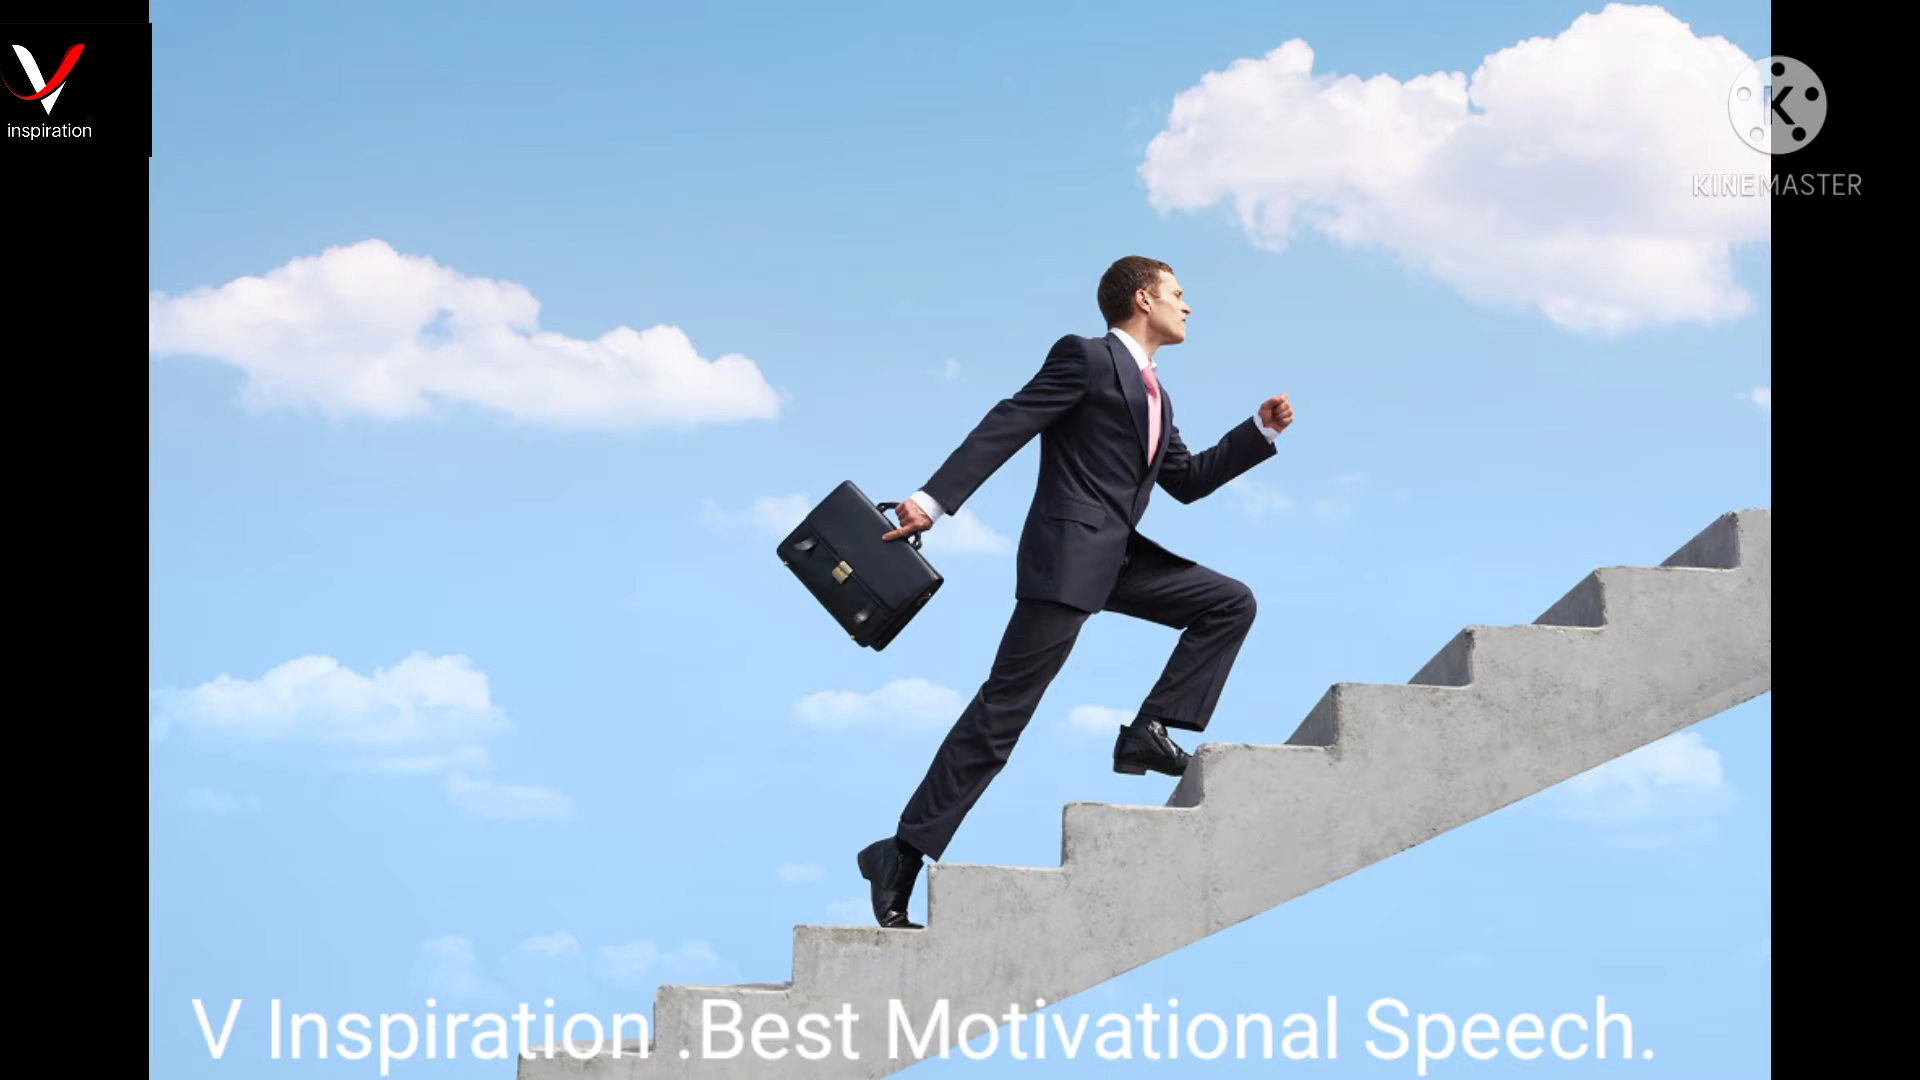 inspiration
K
KINEMASTER
V Inspiration .Best Motivational Speech.